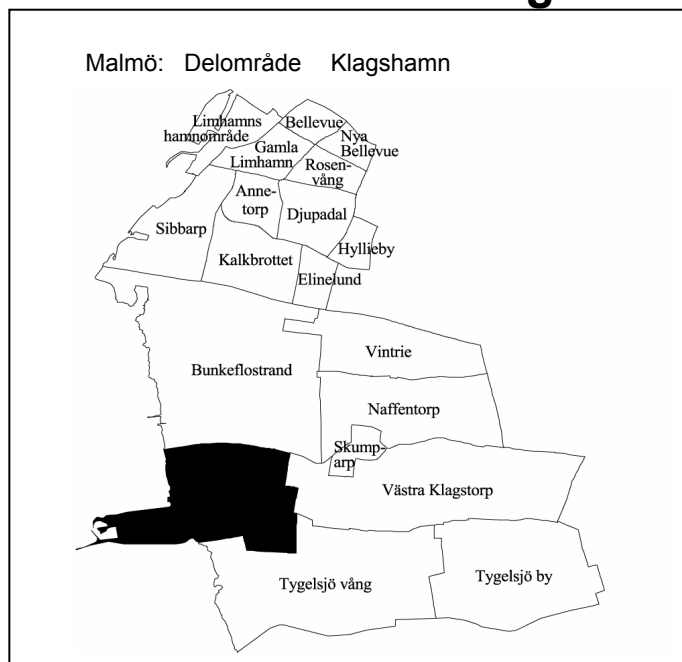 Malmö: Delområde Klagshamn
Limhamns
hamnområde
Bellevue
Nya
Bellevue
Gamla
Limhamn
Rosen-
vång
Anne-
torp
Djupadal
Sibbarp
Hyllieby
Kalkbrottet
Elinelund
Vintrie
Bunkeflostrand
Naffentorp
Skump-
arp
Västra Klagstorp
Tygelsjö by
Tygelsjö vång